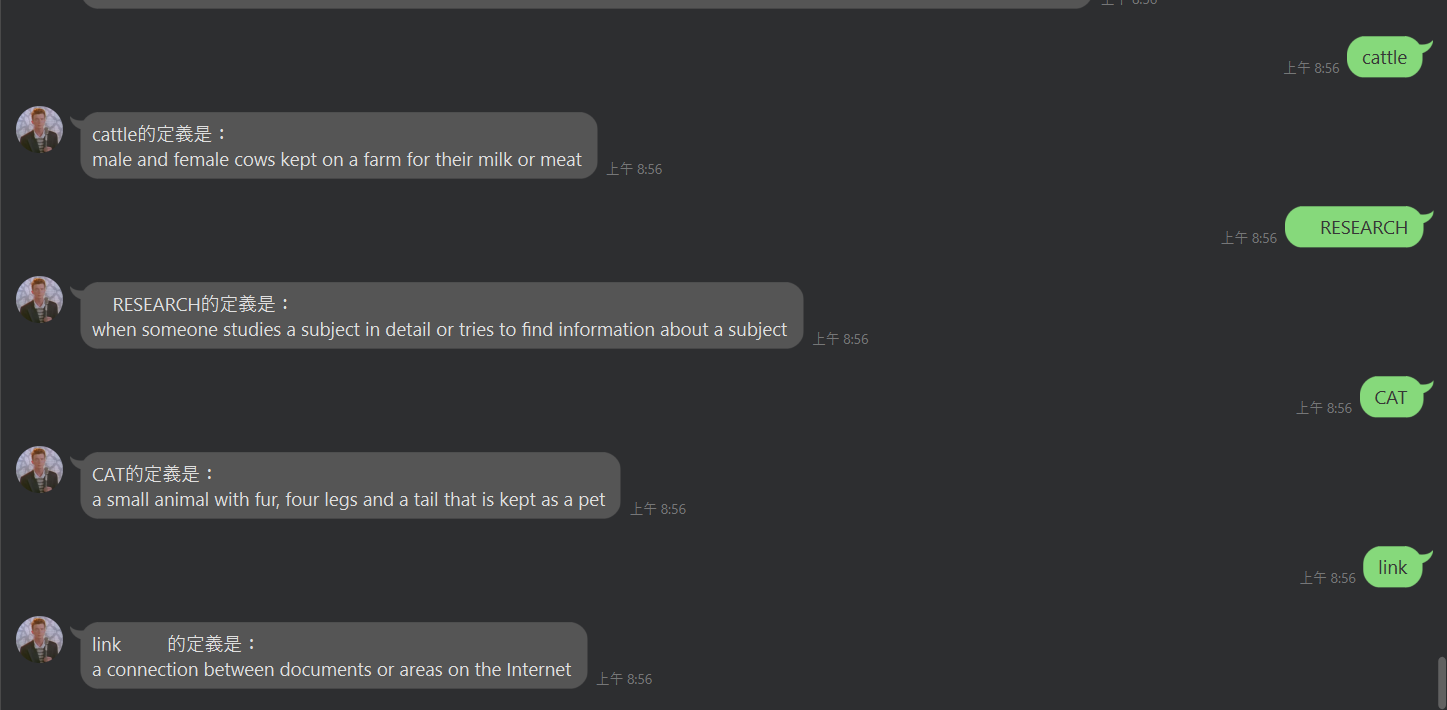 上午 8:56
cattle
上午 8:56
cattle的定義是：
male and female cows kept on a farm for their milk or meat
上午 8:56
RESEARCH
上午 8:56
RESEARCH的定義是：
when someone studies a subject in detail or tries to find information about a subject
上午 8:56
CAT
上午 8:56
CAT的定義是：
a small animal with fur, four legs and a tail that is kept as a pet
上午 8:56
link
上午 8:56
link 的定義是：
a connection between documents or areas on the Internet
上午 8:56